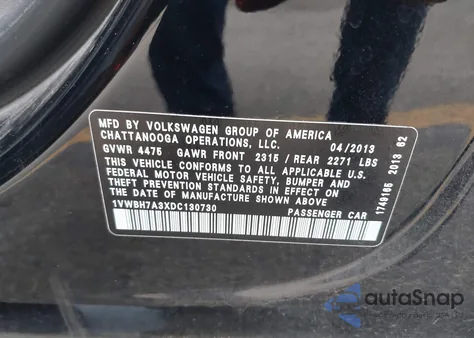 MFD BY VOLKSWAGEN GROUP OF AMERICA
CHATTANOOGA OPERATIONS, LLC. 04/2013
GVWR 4475 GAWR FRONT 2315 / REAR 2271 LBS
THIS VEHICLE CONFORMS TO ALL APPLICABLE U.S.
FEDERAL MOTOR VEHICLE SAFETY, BUMPER AND
THEFT PREVENTION STANDARDS IN EFFECT ON
THE DATE OF MANUFACTURE SHOWN ABOVE.
1VWBH7A3XDC130730 PASSENGER CAR
1749165 2013 62
autoSnap